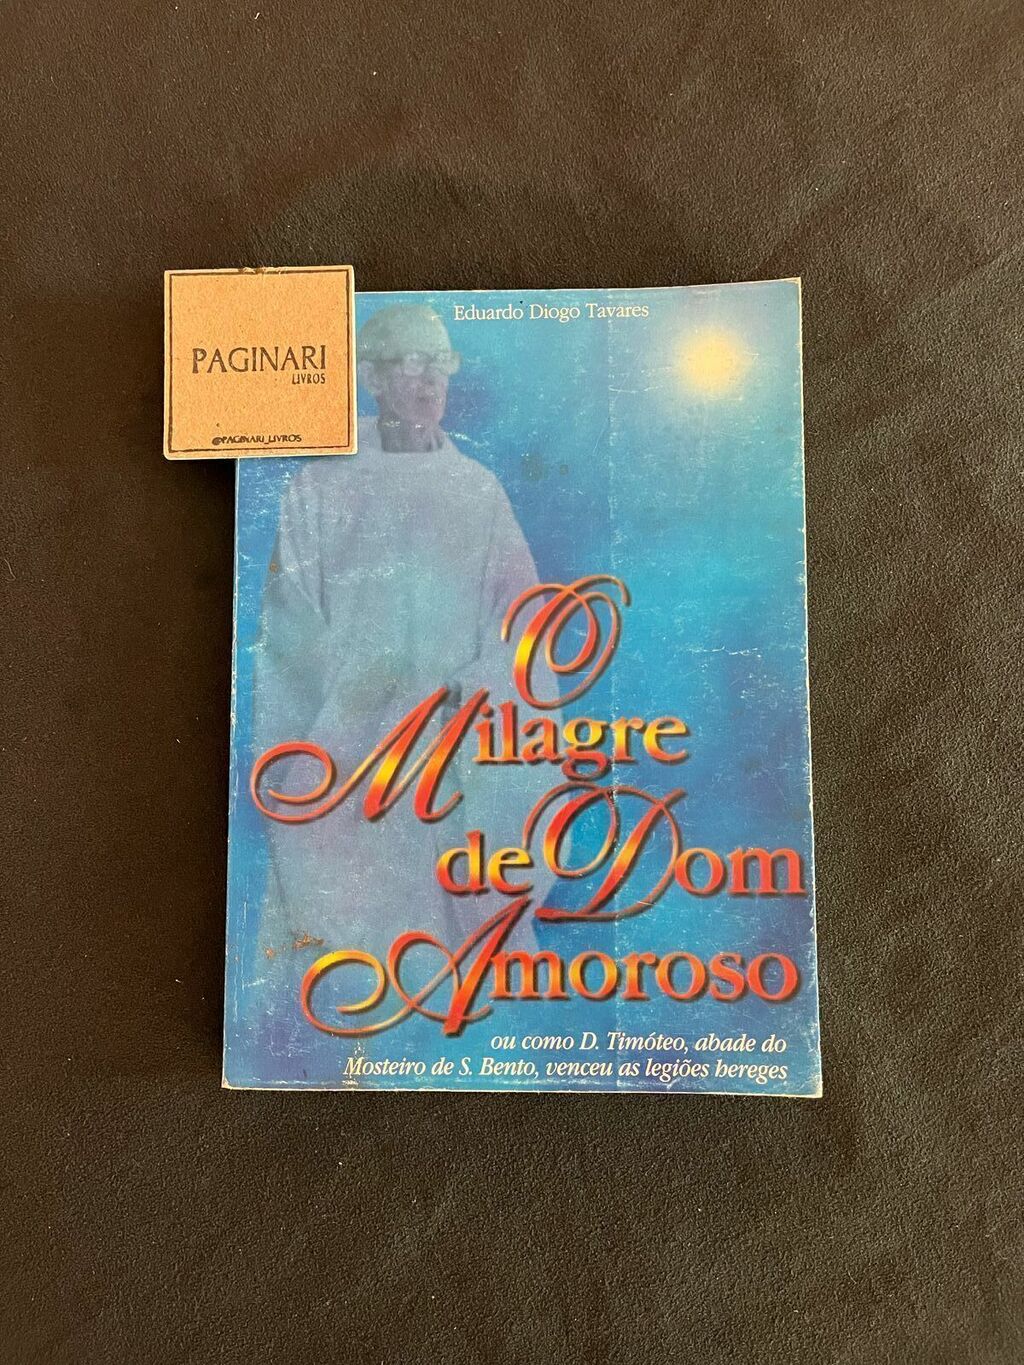 PAGINARI
LIVROS
@PAGINARI_LIVROS
Eduardo Diogo Tavares
O
Milagre
de Dom
Amoroso
ou como D. Timóteo, abade do
Mosteiro de S. Bento, venceu as legiões hereges